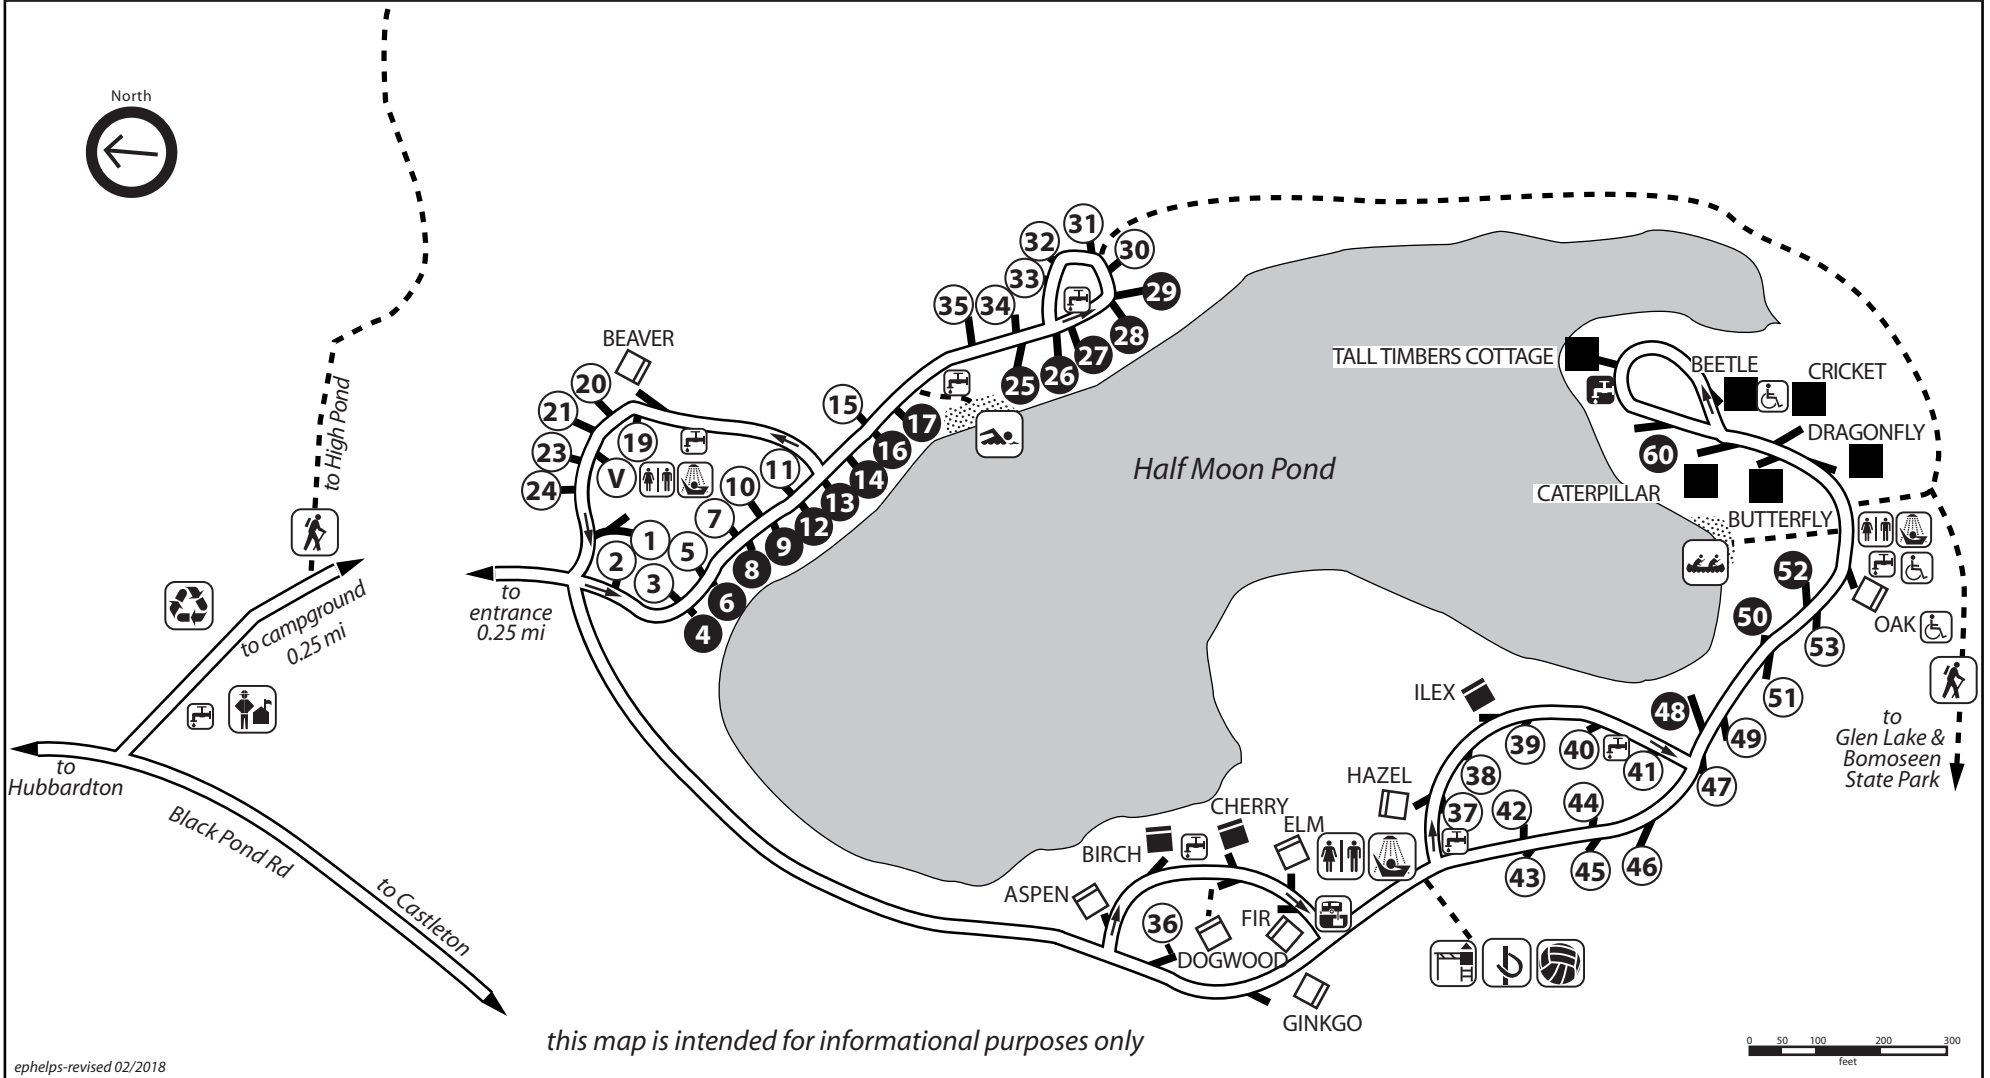 North
to High Pond
to campground
0.25 mi
to
Hubbardton
Black Pond Rd
to Castleton
to
entrance
0.25 mi
BEAVER
20
21
23
24
19
V
1
2
3
5
7
10
11
15
4
6
8
9
12
13
14
16
17
35
34
33
32
31
30
29
28
27
26
25
Half Moon Pond
TALL TIMBERS COTTAGE
BEETLE
CRICKET
DRAGONFLY
60
CATERPILLAR
BUTTERFLY
52
50
OAK
53
51
48
49
47
to
Glen Lake &
Bomoseen
State Park
ILEX
39
40
41
38
HAZEL
37
42
44
43
45
46
CHERRY
ELM
BIRCH
ASPEN
36
FIR
DOGWOOD
GINKGO
this map is intended for informational purposes only
ephelps-revised 02/2018
0 50 100 200 300
feet